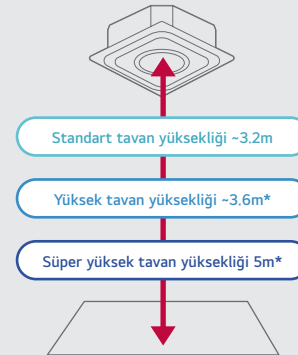 Standart tavan yüksekliği ~3.2m
Yüksek tavan yüksekliği ~3.6m*
Süper yüksek tavan yüksekliği 5m*